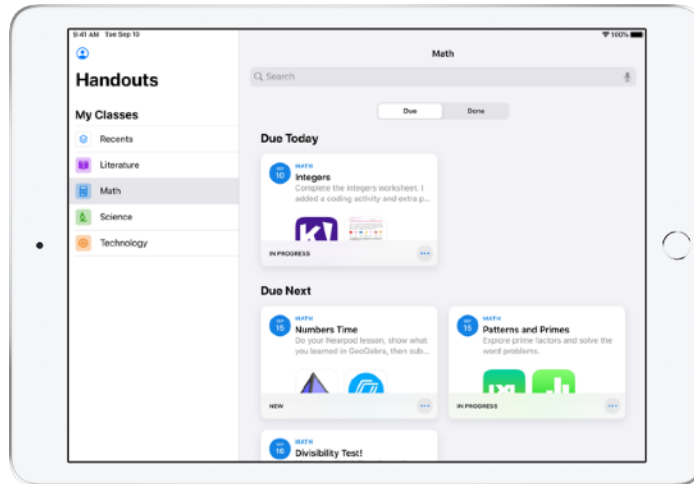 9:41 AM Tue Sep 10
100%
Handouts
My Classes
Recents
Literature
Math
Science
Technology
Math
Search
Due
Done
Due Today
SEP
10
MATH
Integers
Complete the integers worksheet. I
added a coding activity and extra p...
K!
IN PROGRESS
Due Next
SEP
15
MATH
Numbers Time
Do your Nearpod lesson, show what
you learned in GeoGebra, then sub...
NEW
SEP
15
MATH
Patterns and Primes
Explore prime factors and solve the
word problems.
IXL
IN PROGRESS
SEP
16
MATH
Divisibility Test!